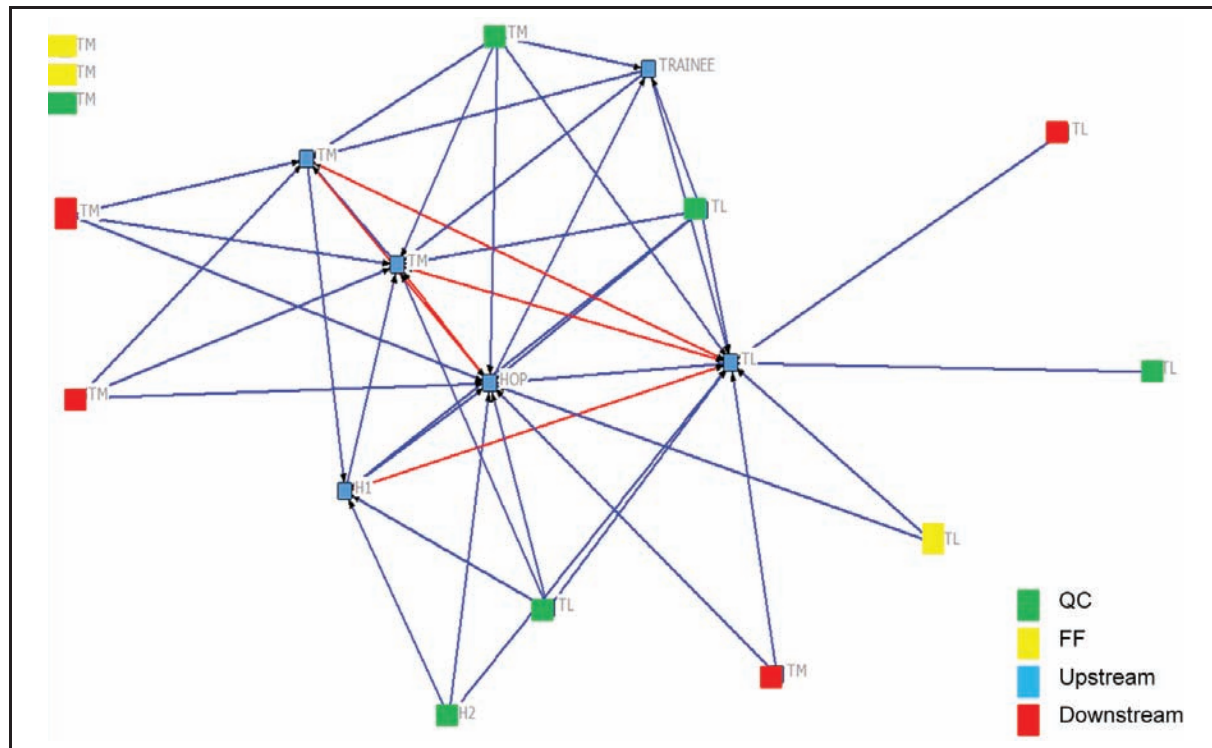 TM
TM
TM
TM
TRAINEE
TL
TM
TL
TM
TM
TL
TL
HOP
TM
H1
TL
TL
TM
H2
QC
FF
Upstream
Downstream